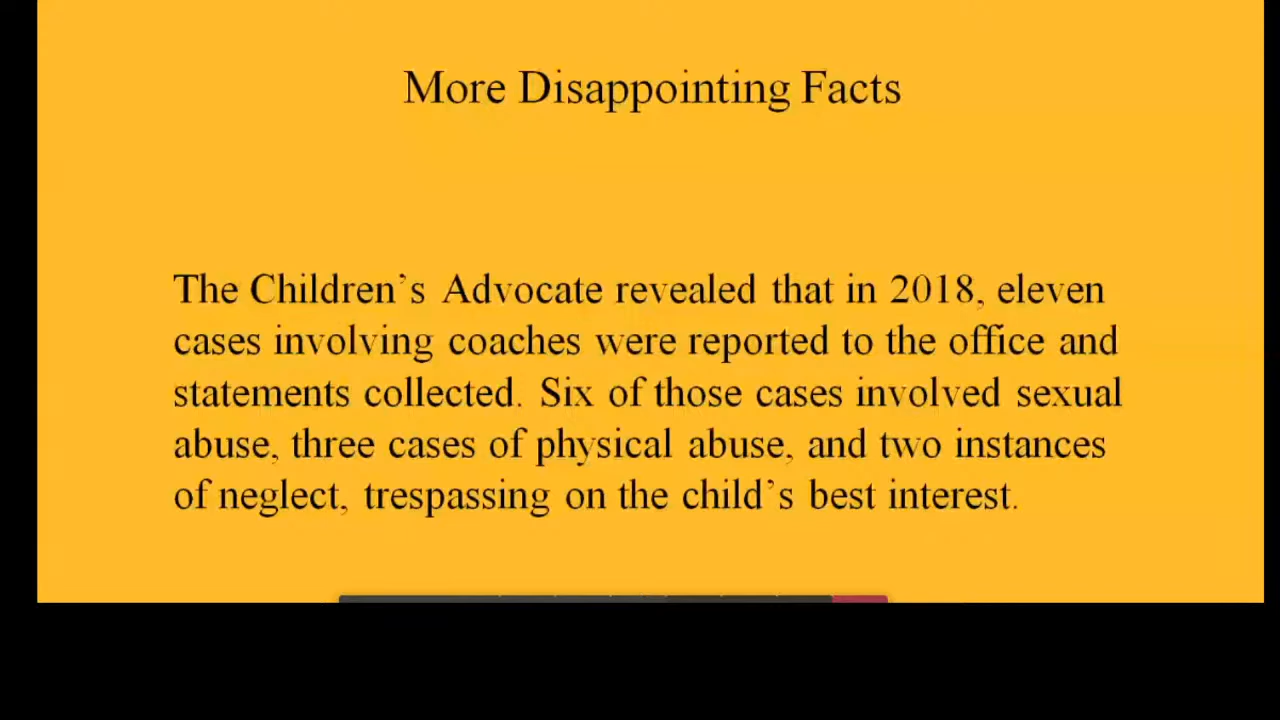 More Disappointing Facts
The Children’s Advocate revealed that in 2018, eleven
cases involving coaches were reported to the office and
statements collected. Six of those cases involved sexual
abuse, three cases of physical abuse, and two instances
of neglect, trespassing on the child’s best interest.